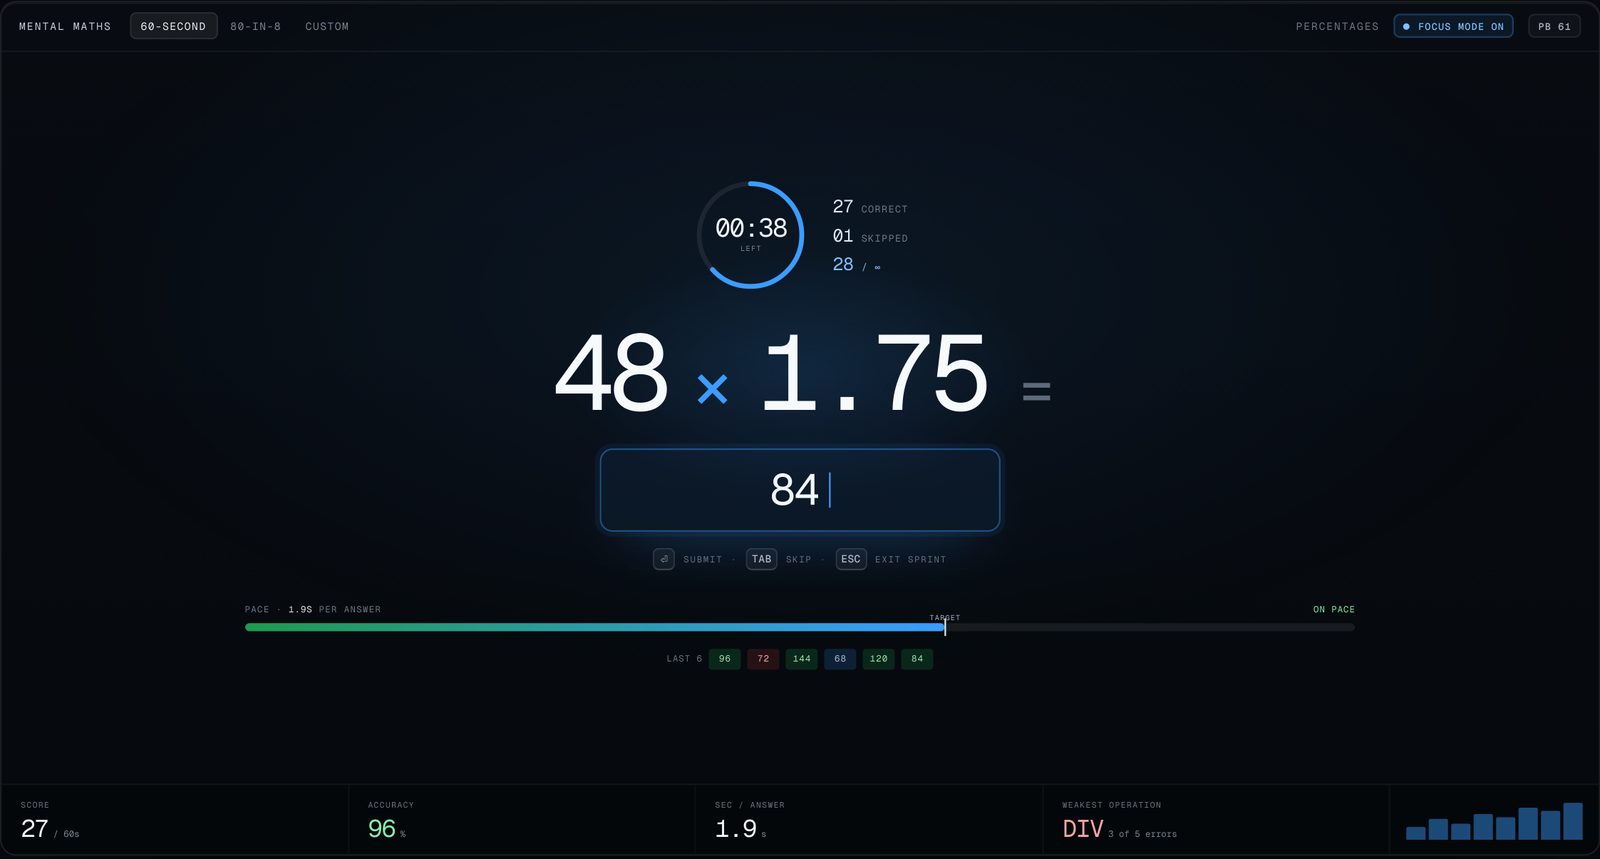 MENTAL MATHS 60-SECOND 80-IN-8 CUSTOM PERCENTAGES FOCUS MODE ON PB 61
00:38
LEFT
27 CORRECT
01 SKIPPED
28 / ∞
48 × 1.75 =
84
⏎ SUBMIT · TAB SKIP · ESC EXIT SPRINT
PACE · 1.9S PER ANSWER ON PACE
TARGET
LAST 6 96 72 144 68 120 84
SCORE
27 / 60s
ACCURACY
96 %
SEC / ANSWER
1.9 s
WEAKEST OPERATION
DIV 3 of 5 errors